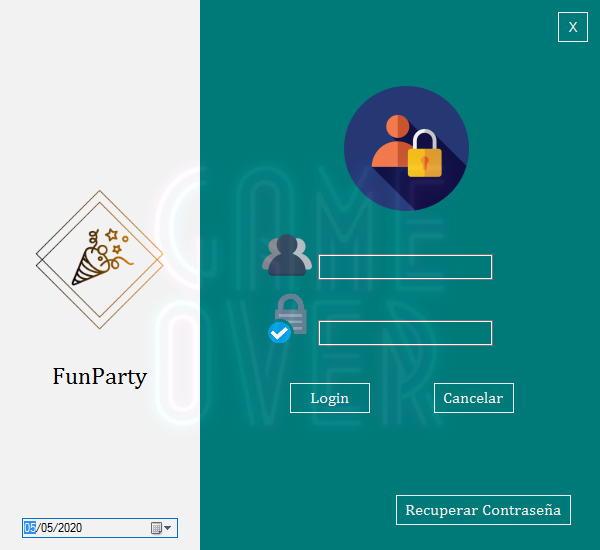 X
GAME
OVER
FunParty
Login
Cancelar
Recuperar Contraseña
05/05/2020